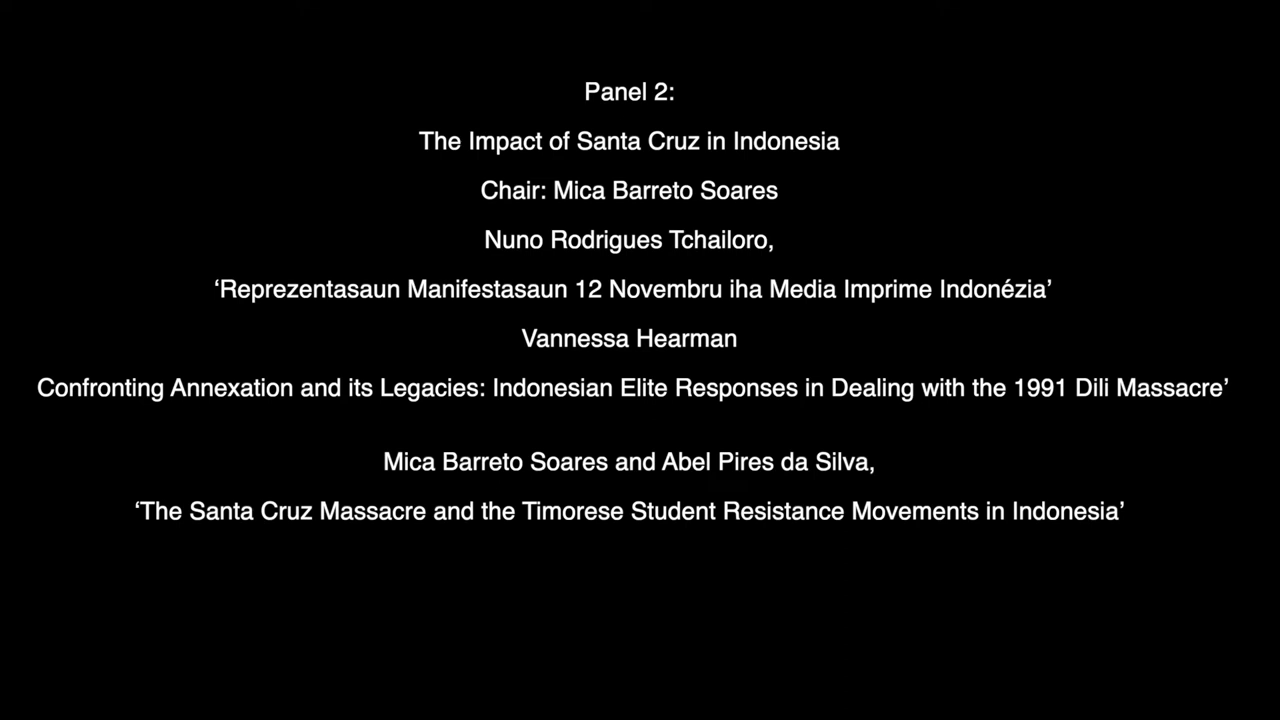 Panel 2:
The Impact of Santa Cruz in Indonesia
Chair: Mica Barreto Soares
Nuno Rodrigues Tchailoro,
‘Reprezentasaun Manifestasaun 12 Novembru iha Media Imprime Indonézia’
Vannessa Hearman
Confronting Annexation and its Legacies: Indonesian Elite Responses in Dealing with the 1991 Dili Massacre’
Mica Barreto Soares and Abel Pires da Silva,
‘The Santa Cruz Massacre and the Timorese Student Resistance Movements in Indonesia’